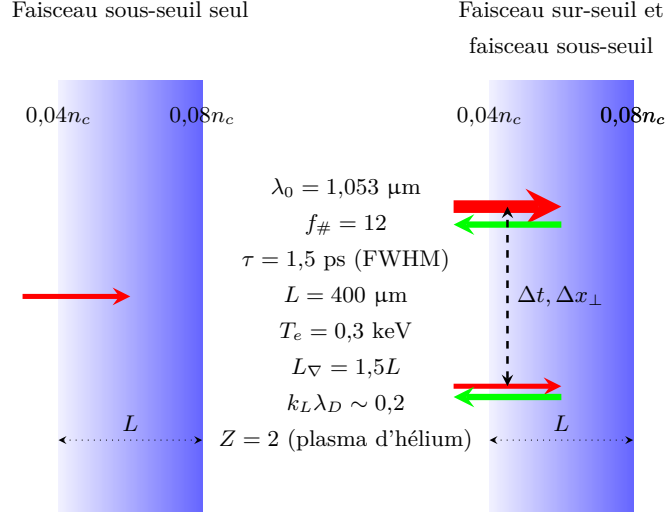 Faisceau sous-seuil seul
0,04n_c
0,08n_c
L
λ_0 = 1,053 µm
f_# = 12
τ = 1,5 ps (FWHM)
L = 400 µm
T_e = 0,3 keV
L_∇ = 1,5L
k_L λ_D ∼ 0,2
Z = 2 (plasma d'hélium)
Faisceau sur-seuil et
faisceau sous-seuil
0,04n_c
0,08n_c
Δt, Δx_⊥
L